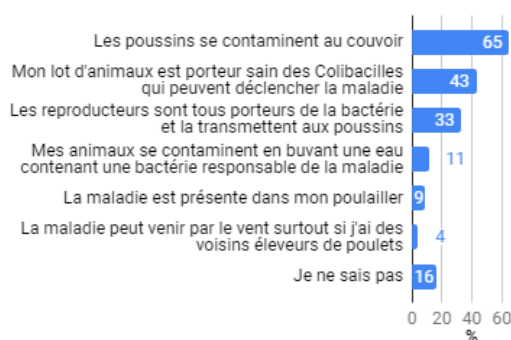 Les poussins se contaminent au couvoir
65
Mon lot d'animaux est porteur sain des Colibacilles
qui peuvent déclencher la maladie
43
Les reproducteurs sont tous porteurs de la bactérie
et la transmettent aux poussins
33
Mes animaux se contaminent en buvant une eau
contenant une bactérie responsable de la maladie
11
La maladie est présente dans mon poulailler
9
La maladie peut venir par le vent surtout si j'ai des
voisins éleveurs de poulets
4
Je ne sais pas
16
0 20 40 60
%